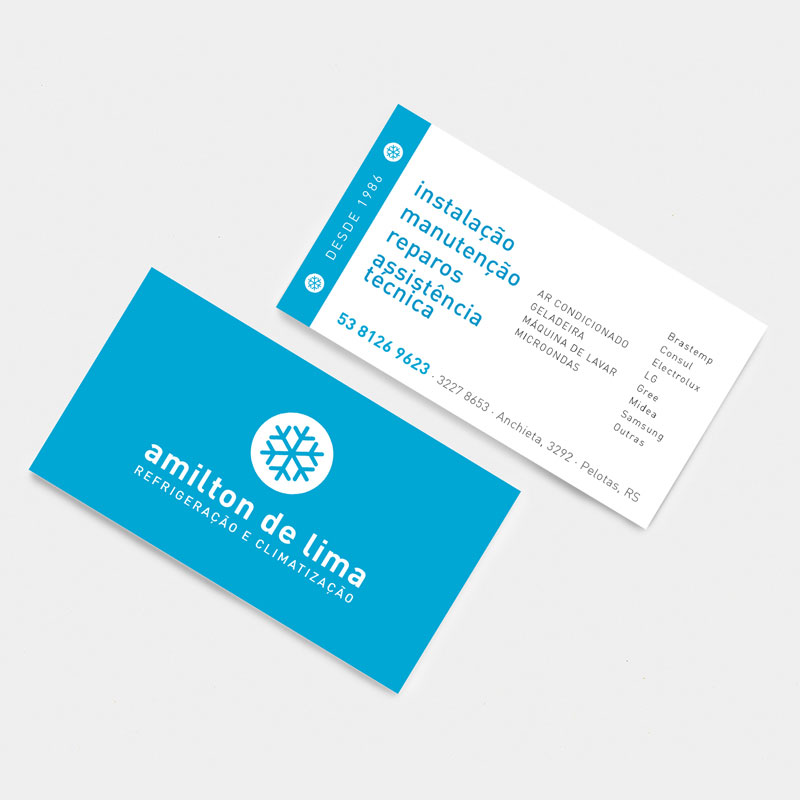 DESDE 1986
instalação
manutenção
reparos
assistência
técnica
AR CONDICIONADO
GELADEIRA
MÁQUINA DE LAVAR
MICROONDAS
Brastemp
Consul
Electrolux
LG
Gree
Midea
Samsung
Outras
53 8126 9623 · 3227 8653 · Anchieta, 3292 · Pelotas, RS
amilton de lima
REFRIGERAÇÃO E CLIMATIZAÇÃO